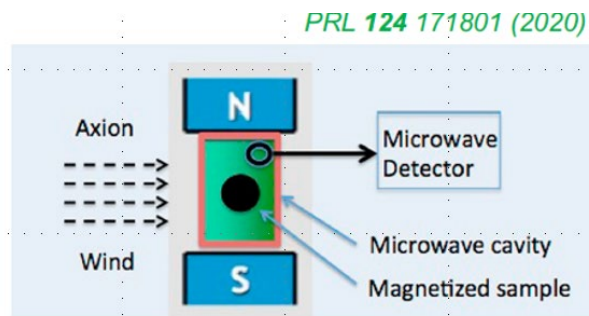 PRL 124 171801 (2020)
N
Axion
Microwave
Detector
Wind
Microwave cavity
S
Magnetized sample